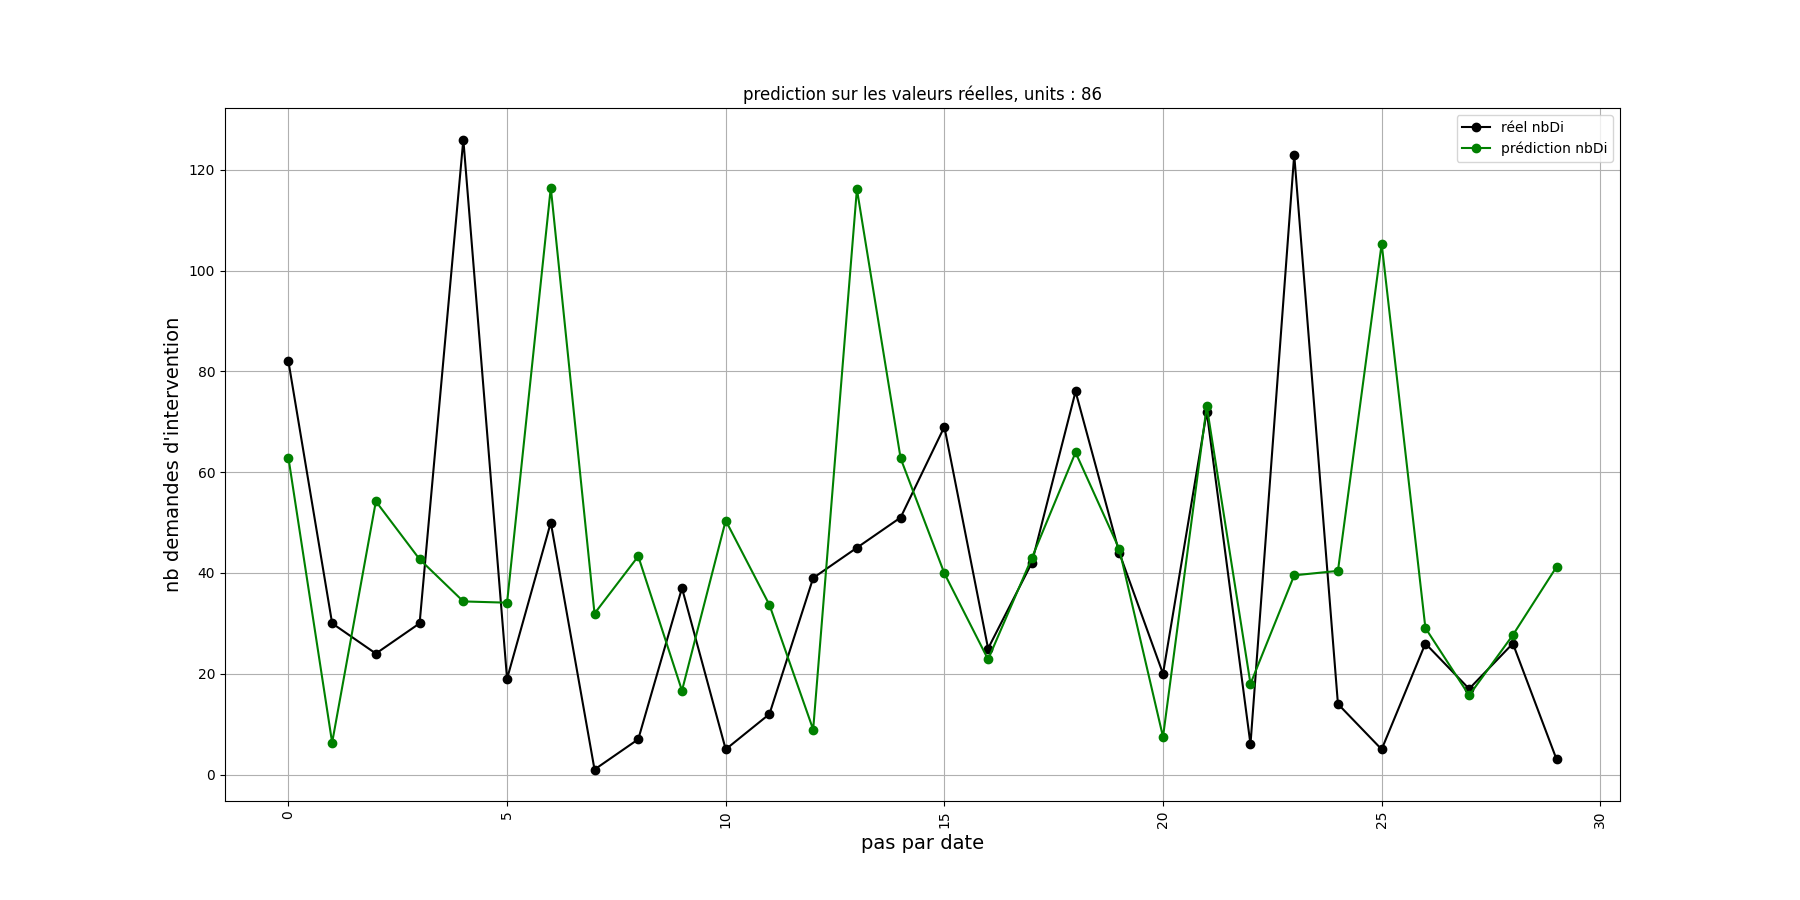 prediction sur les valeurs réelles, units : 86
réel nbDi
prédiction nbDi
nb demandes d'intervention
120
100
80
60
40
20
0
0 5 10 15 20 25 30
pas par date